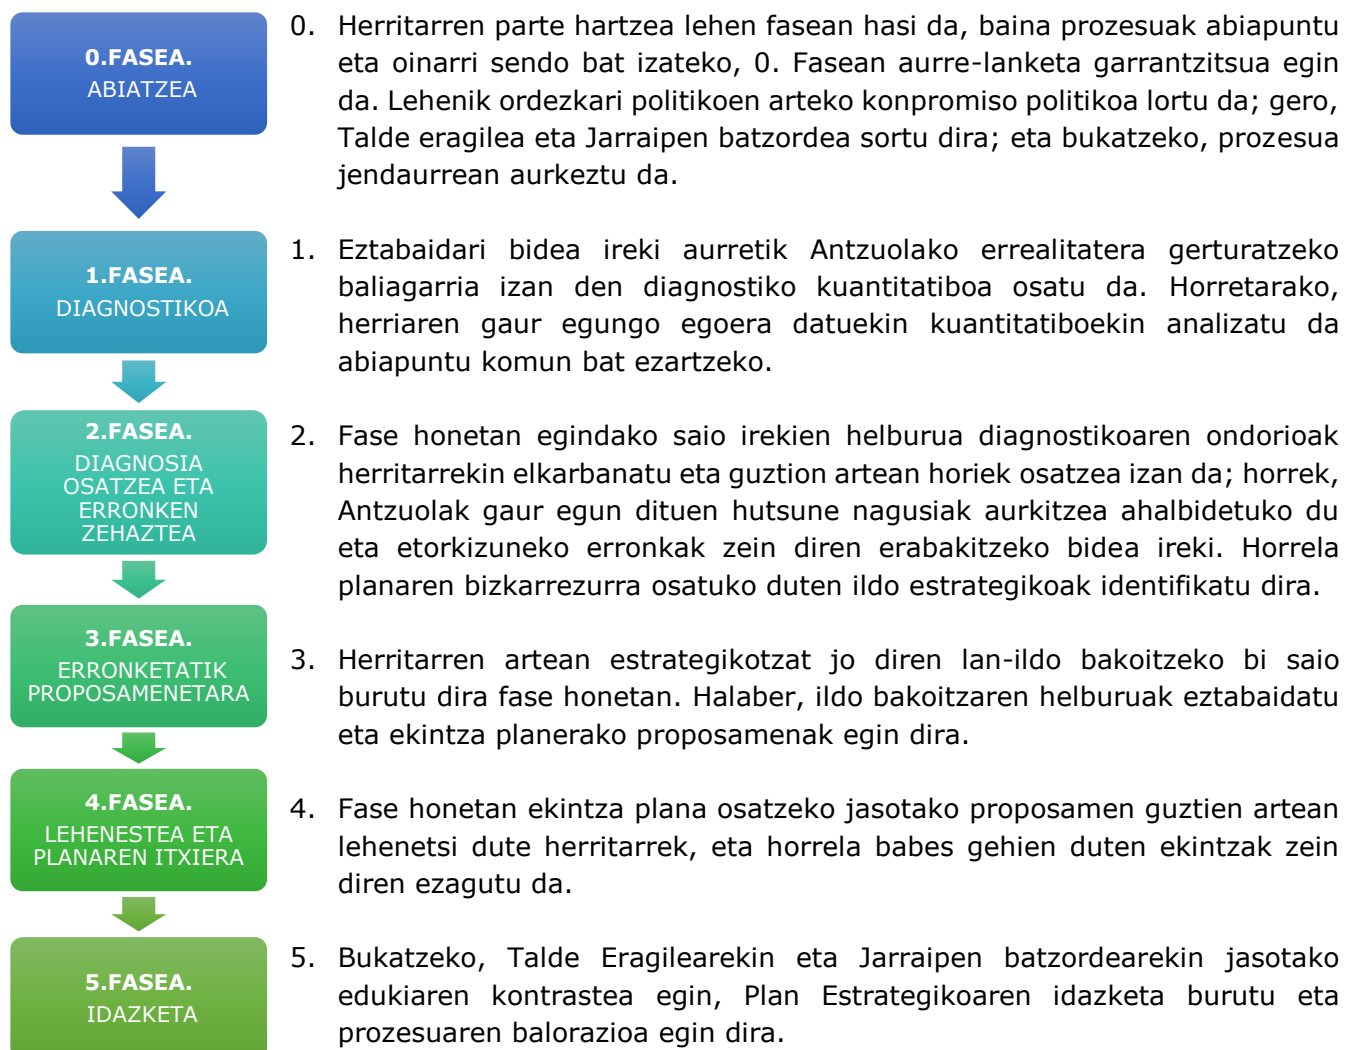 0.FASEA.
ABIATZEA
0. Herritarren parte hartzea lehen fasean hasi da, baina prozesuak abiapuntu
eta oinarri sendo bat izateko, 0. Fasean aurre-lanketa garrantzitsua egin
da. Lehenik ordezkari politikoen arteko konpromiso politikoa lortu da; gero,
Talde eragilea eta Jarraipen batzordea sortu dira; eta bukatzeko, prozesua
jendaurrean aurkeztu da.
1.FASEA.
DIAGNOSTIKOA
1. Eztabaidari bidea ireki aurretik Antzuolako errealitatera gerturatzeko
baliagarria izan den diagnostiko kuantitatiboa osatu da. Horretarako,
herriaren gaur egungo egoera datuekin kuantitatiboekin analizatu da
abiapuntu komun bat ezartzeko.
2.FASEA.
DIAGNOSIA
OSATZEA ETA
ERRONKEN
ZEHAZTEA
2. Fase honetan egindako saio irekien helburua diagnostikoaren ondorioak
herritarrekin elkarbanatu eta guztion artean horiek osatzea izan da; horrek,
Antzuolak gaur egun dituen hutsune nagusiak aurkitzea ahalbidetuko du
eta etorkizuneko erronkak zein diren erabakitzeko bidea ireki. Horrela
planaren bizkarrezurra osatuko duten ildo estrategikoak identifikatu dira.
3.FASEA.
ERRONKETATIK
PROPOSAMENETARA
3. Herritarren artean estrategikotzat jo diren lan-ildo bakoitzeko bi saio
burutu dira fase honetan. Halaber, ildo bakoitzaren helburuak eztabaidatu
eta ekintza planerako proposamenak egin dira.
4.FASEA.
LEHENESTEA ETA
PLANAREN ITXIERA
4. Fase honetan ekintza plana osatzeko jasotako proposamen guztien artean
lehenetsi dute herritarrek, eta horrela babes gehien duten ekintzak zein
diren ezagutu da.
5.FASEA.
IDAZKETA
5. Bukatzeko, Talde Eragilearekin eta Jarraipen batzordearekin jasotako
edukiaren kontrastea egin, Plan Estrategikoaren idazketa burutu eta
prozesuaren balorazioa egin dira.